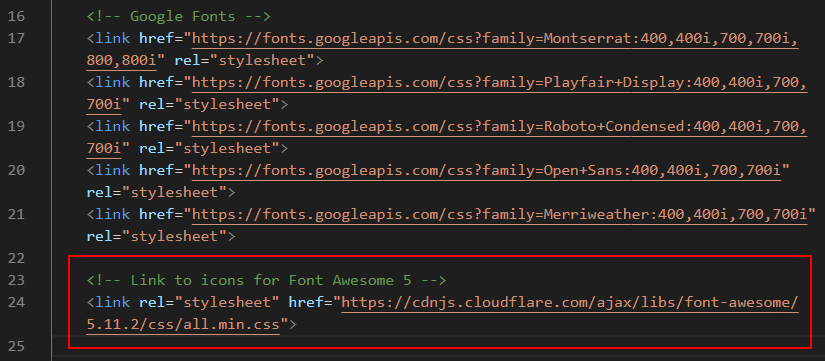 16 <!-- Google Fonts -->
17 <link href="https://fonts.googleapis.com/css?family=Montserrat:400,400i,700,700i,
800,800i" rel="stylesheet">
18 <link href="https://fonts.googleapis.com/css?family=Playfair+Display:400,400i,700,
700i" rel="stylesheet">
19 <link href="https://fonts.googleapis.com/css?family=Roboto+Condensed:400,400i,700,
700i" rel="stylesheet">
20 <link href="https://fonts.googleapis.com/css?family=Open+Sans:400,400i,700,700i"
rel="stylesheet">
21 <link href="https://fonts.googleapis.com/css?family=Merriweather:400,400i,700,700i"
rel="stylesheet">
22
23 <!-- Link to icons for Font Awesome 5 -->
24 <link rel="stylesheet" href="https://cdnjs.cloudflare.com/ajax/libs/font-awesome/
5.11.2/css/all.min.css">
25